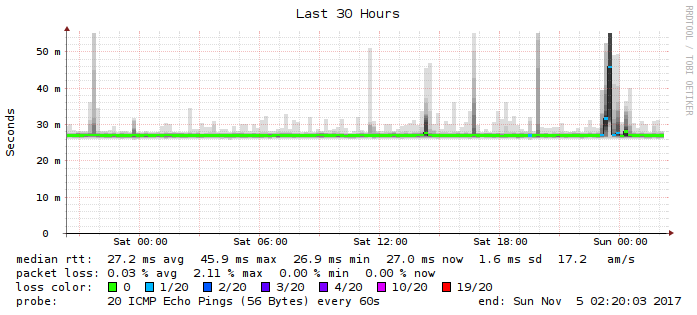 Last 30 Hours
RRDTOOL / TOBI OETIKER
Seconds
50 m
40 m
30 m
20 m
10 m
0
Sat 00:00 Sat 06:00 Sat 12:00 Sat 18:00 Sun 00:00
median rtt: 27.2 ms avg 45.9 ms max 26.9 ms min 27.0 ms now 1.6 ms sd 17.2 am/s
packet loss: 0.03 % avg 2.11 % max 0.00 % min 0.00 % now
loss color: 0 1/20 2/20 3/20 4/20 10/20 19/20
probe: 20 ICMP Echo Pings (56 Bytes) every 60s end: Sun Nov 5 02:20:03 2017